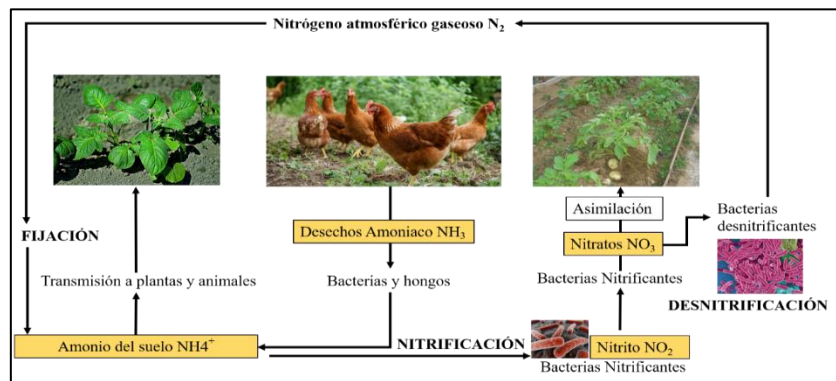 Nitrógeno atmosférico gaseoso N₂
FIJACIÓN
Transmisión a plantas y animales
Amonio del suelo NH4⁺
Desechos Amoniaco NH₃
Bacterias y hongos
NITRIFICACIÓN
Asimilación
Nitratos NO₃
Bacterias Nitrificantes
Nitrito NO₂
Bacterias Nitrificantes
Bacterias
desnitrificantes
DESNITRIFICACIÓN